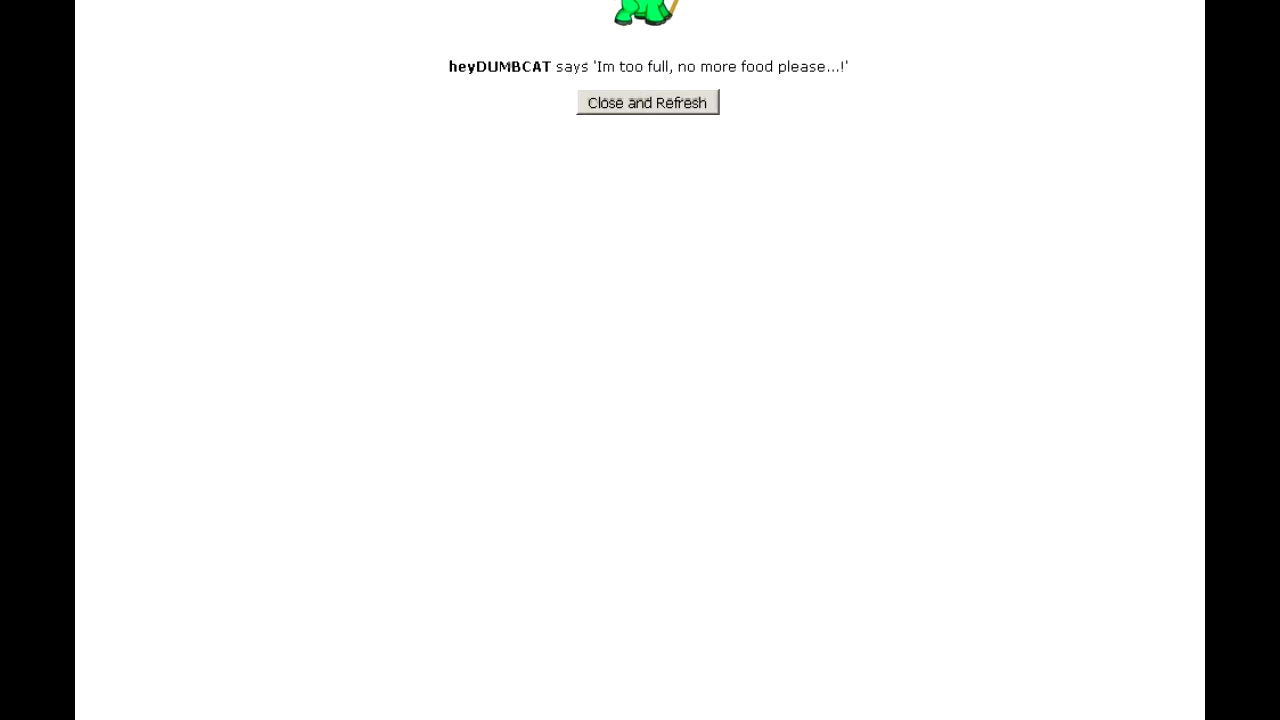 heyDUMBCAT says 'Im too full, no more food please...!'
Close and Refresh